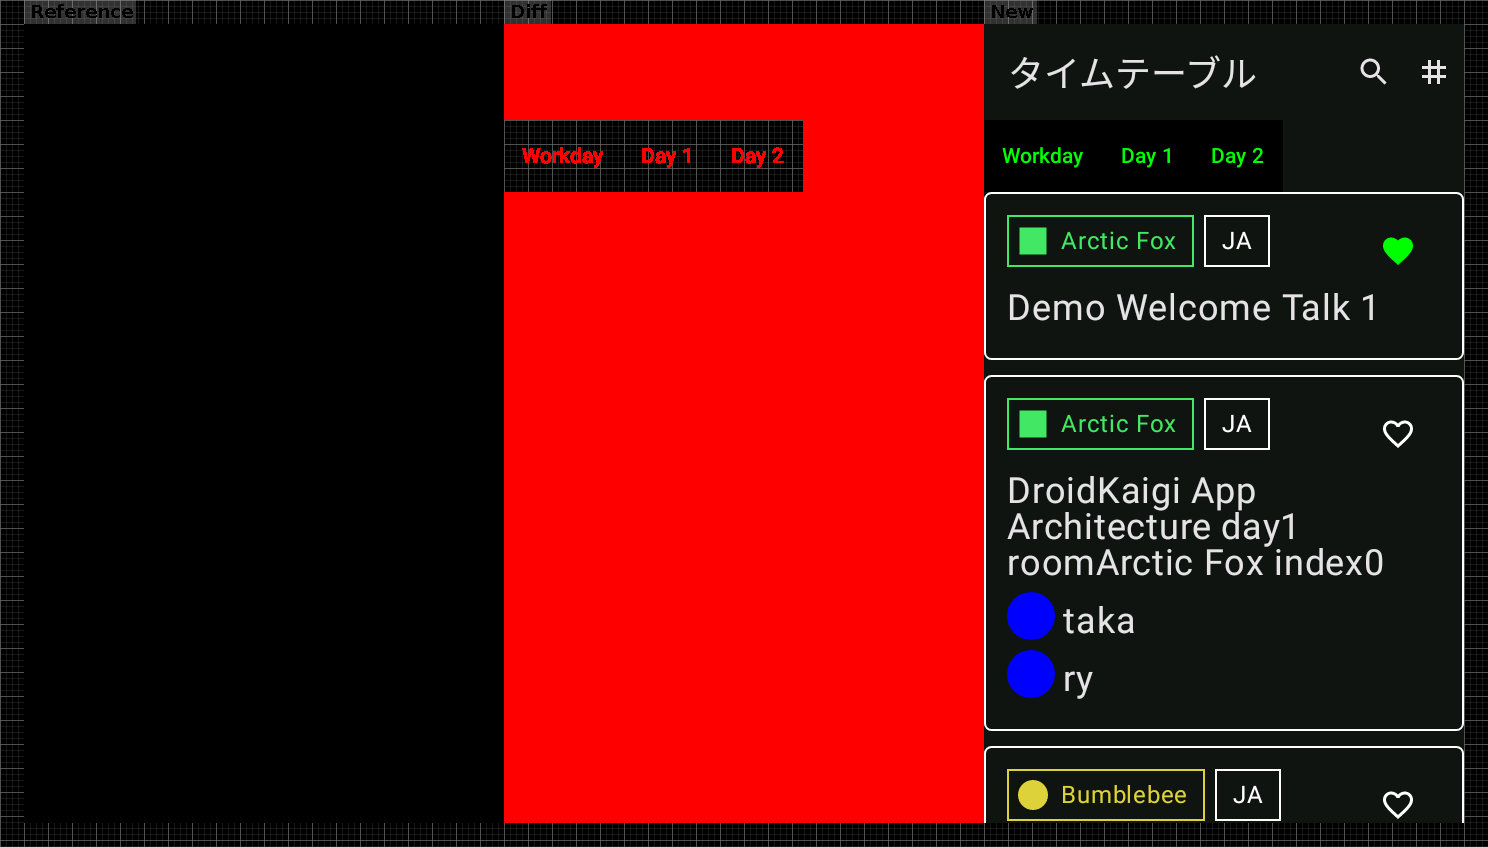 Reference
Diff
New
タイムテーブル
Workday Day 1 Day 2
Workday Day 1 Day 2
Arctic Fox JA
Demo Welcome Talk 1
Arctic Fox JA
DroidKaigi App
Architecture day1
roomArctic Fox index0
taka
ry
Bumblebee JA